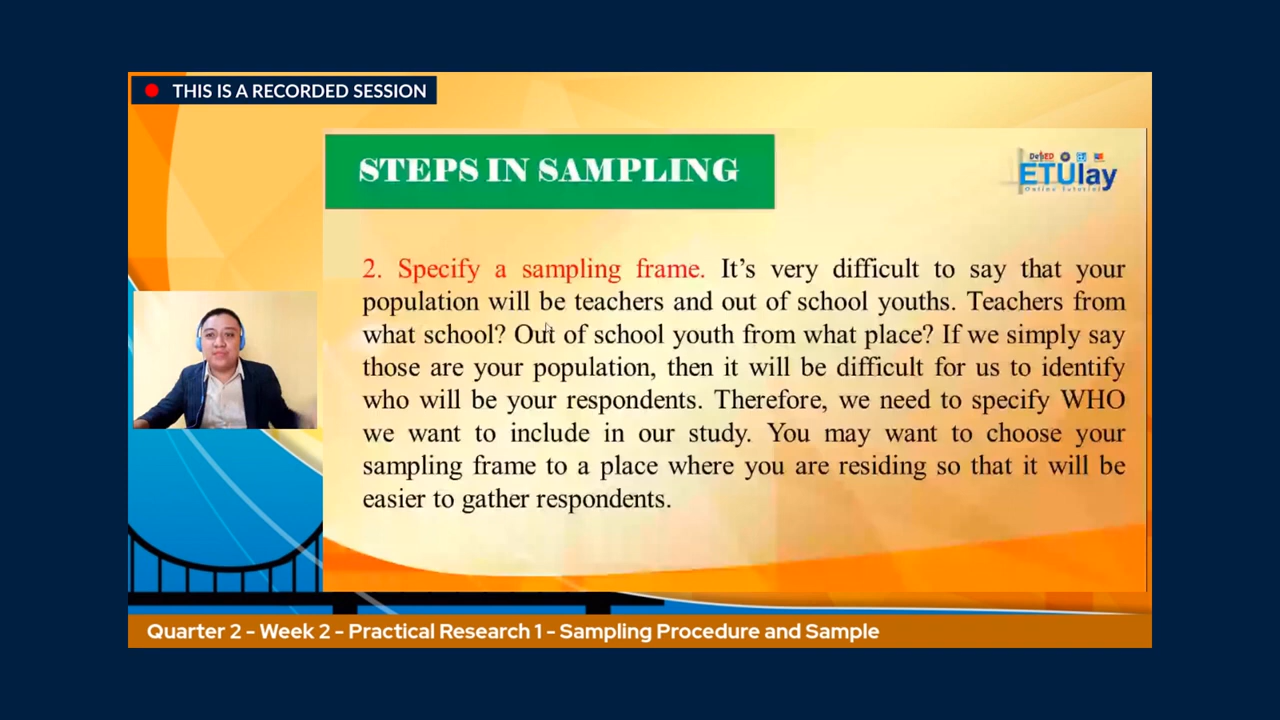 THIS IS A RECORDED SESSION
STEPS IN SAMPLING
DepED
ETUlay
Online Tutorial
2. Specify a sampling frame. It’s very difficult to say that your
population will be teachers and out of school youths. Teachers from
what school? Out of school youth from what place? If we simply say
those are your population, then it will be difficult for us to identify
who will be your respondents. Therefore, we need to specify WHO
we want to include in our study. You may want to choose your
sampling frame to a place where you are residing so that it will be
easier to gather respondents.
Quarter 2 - Week 2 - Practical Research 1 - Sampling Procedure and Sample